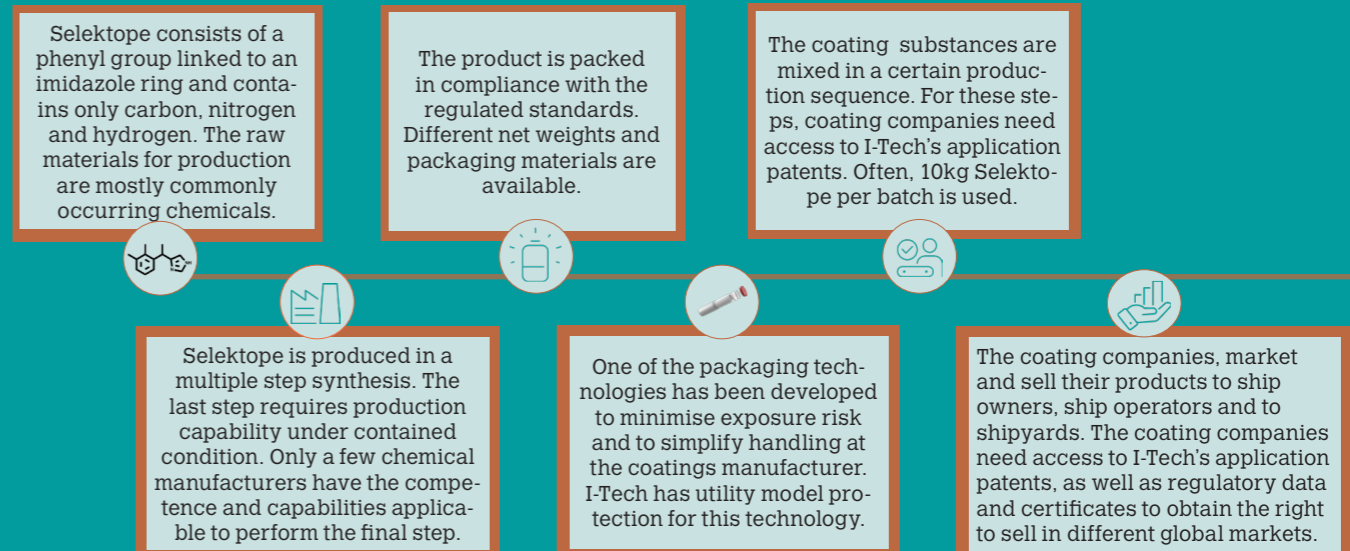 Selektope consists of a
phenyl group linked to an
imidazole ring and conta-
ins only carbon, nitrogen
and hydrogen. The raw
materials for production
are mostly commonly
occurring chemicals.
Selektope is produced in a
multiple step synthesis. The
last step requires production
capability under contained
condition. Only a few chemical
manufacturers have the compe-
tence and capabilities applica-
ble to perform the final step.
The product is packed
in compliance with the
regulated standards.
Different net weights and
packaging materials are
available.
One of the packaging tech-
nologies has been developed
to minimise exposure risk
and to simplify handling at
the coatings manufacturer.
I-Tech has utility model pro-
tection for this technology.
The coating substances are
mixed in a certain produc-
tion sequence. For these ste-
ps, coating companies need
access to I-Tech's application
patents. Often, 10kg Selekto-
pe per batch is used.
The coating companies, market
and sell their products to ship
owners, ship operators and to
shipyards. The coating companies
need access to I-Tech's application
patents, as well as regulatory data
and certificates to obtain the right
to sell in different global markets.